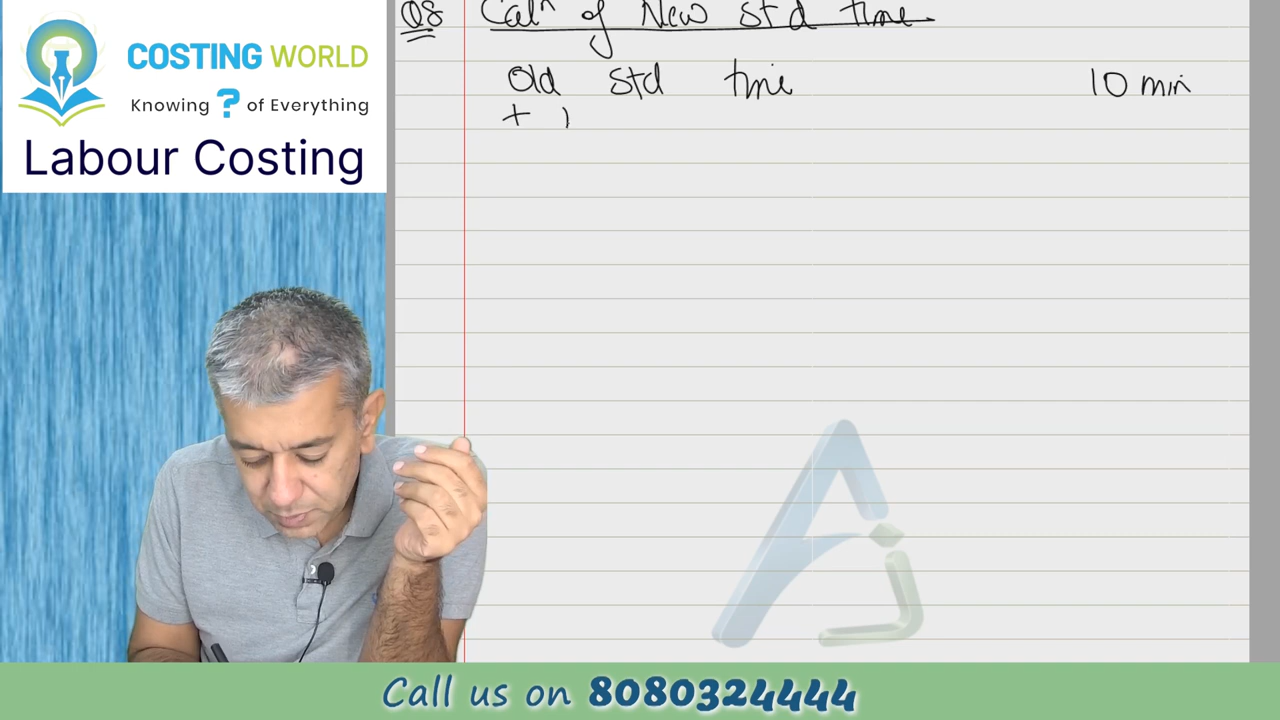 Q8 Calⁿ of New Std time
COSTING WORLD
Knowing ? of Everything
Labour Costing
Old Std time 10 min
+
Call us on 8080324444